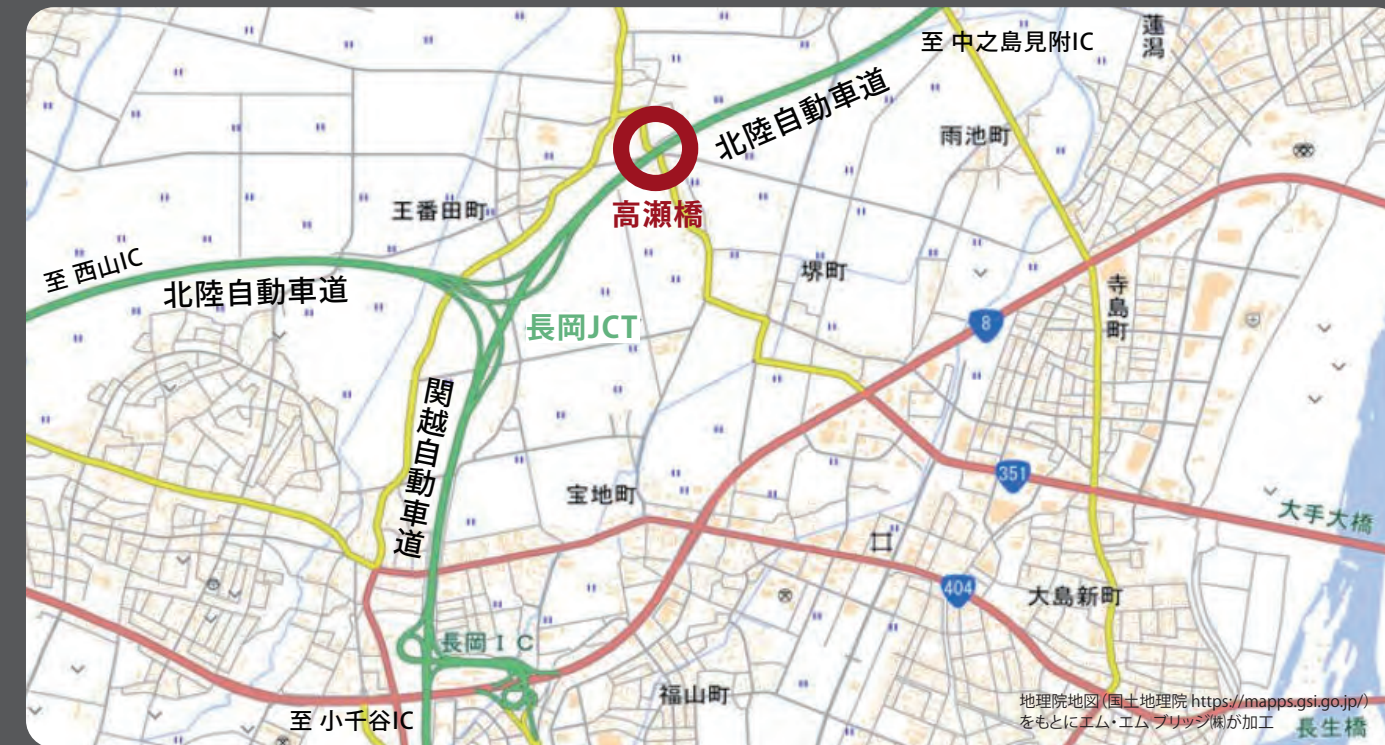 至 中之島見附IC
蓮潟
北陸自動車道
雨池町
王番田町
高瀬橋
至 西山IC
北陸自動車道
堺町
寺島町
長岡JCT
8
関越自動車道
351
宝地町
大手大橋
404
大島新町
長岡IC
福山町
至 小千谷IC
地理院地図(国土地理院 https://mapps.gsi.go.jp/)
をもとにエム・エム ブリッジ㈱が加工
長生橋